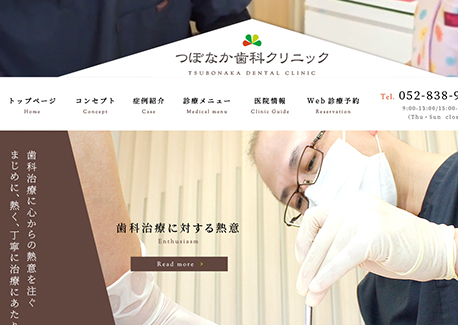 つぼなか歯科クリニック
TSUBONAKA DENTAL CLINIC
トップページ
Home
コンセプト
Concept
症例紹介
Case
診療メニュー
Medical menu
医院情報
Clinic Guide
Web診療予約
Reservation
Tel. 052-838-9
9:00-13:00/15:00-
(Thu・Sun clos
歯科治療に心からの熱意を注ぐ
まじめに、熱く、丁寧に治療にあた
歯科治療に対する熱意
Enthusiasm
Read more >